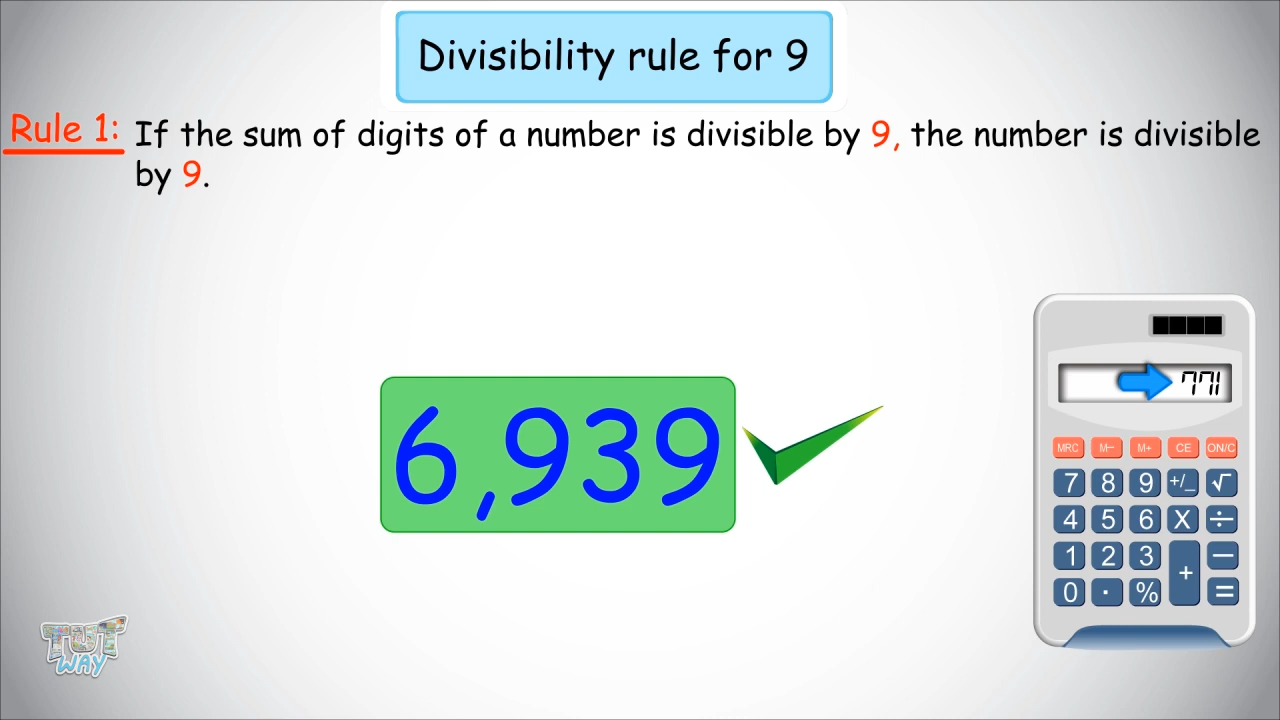 Divisibility rule for 9
Rule 1: If the sum of digits of a number is divisible by 9, the number is divisible
by 9.
771
6,939
MRC M− M+ CE ON/C
7 8 9 +/_ √
4 5 6 X ÷
1 2 3 + −
0 . % =
TUT
WAY